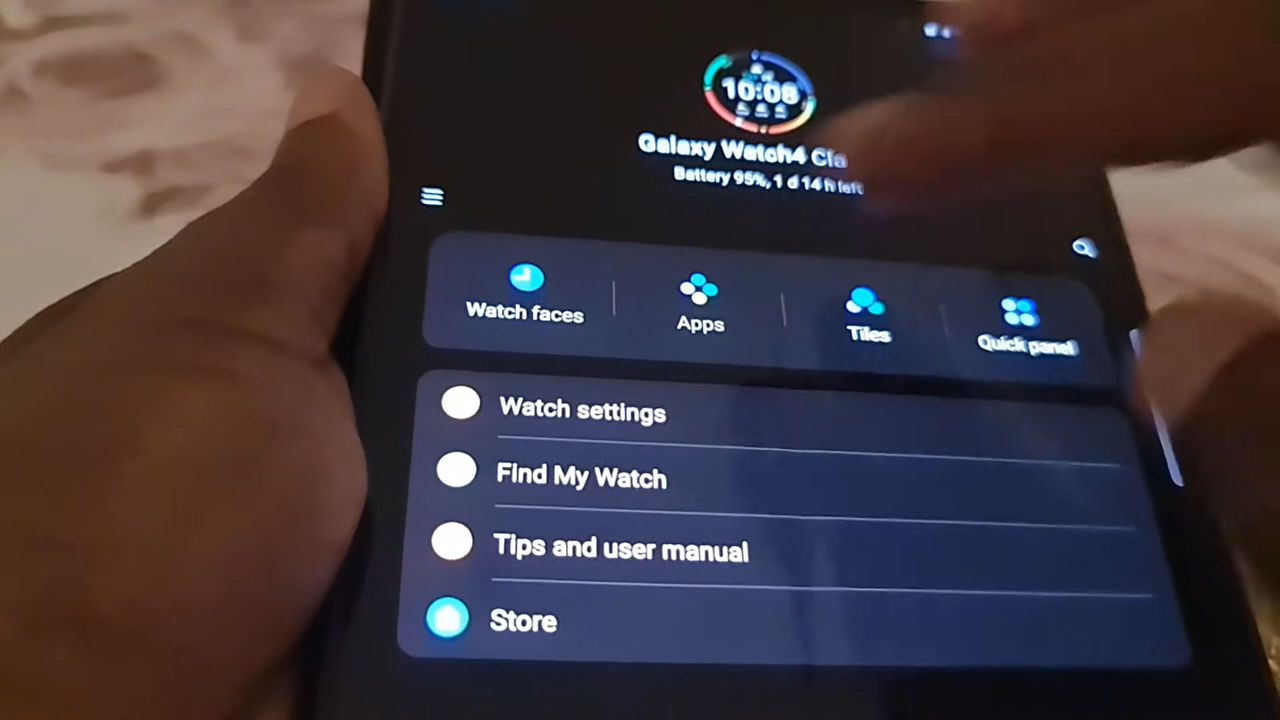 10:08
Galaxy Watch4 Cla
Battery 95%, 1 d 14 h left
Watch faces
Apps
Tiles
Quick panel
Watch settings
Find My Watch
Tips and user manual
Store